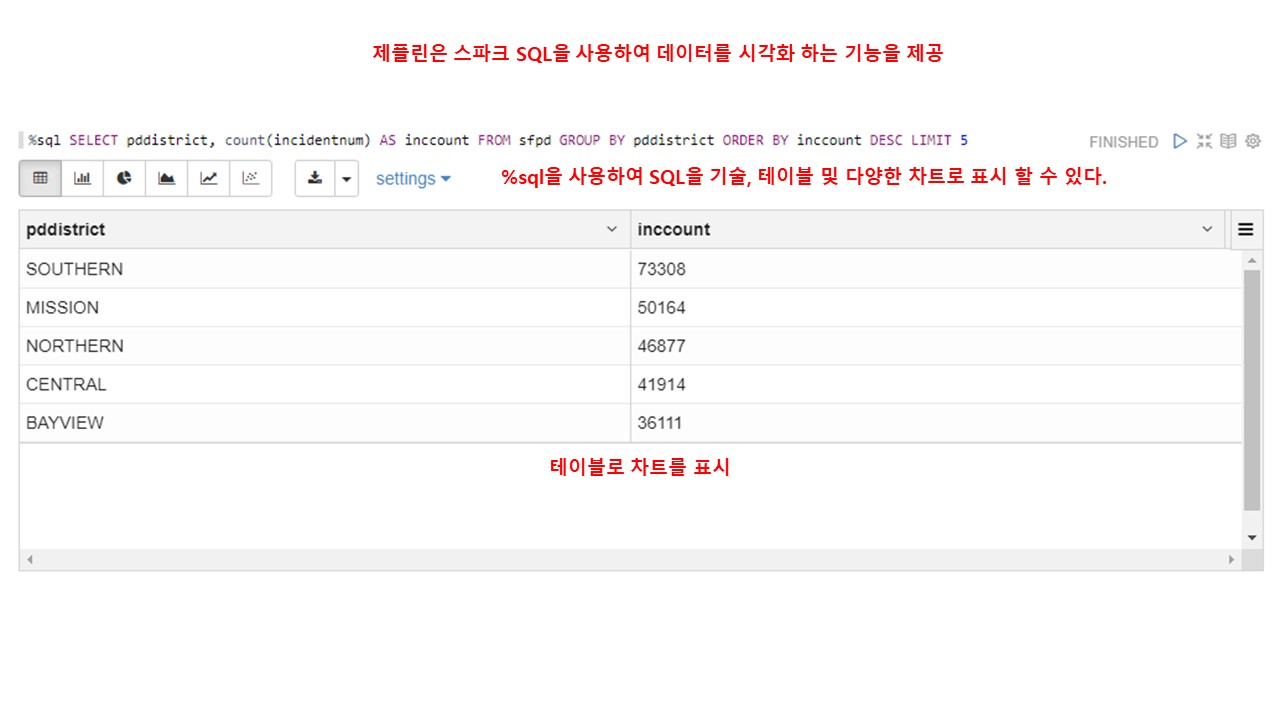 제플린은 스파크 SQL을 사용하여 데이터를 시각화 하는 기능을 제공
%sql SELECT pddistrict, count(incidentnum) AS inccount FROM sfpd GROUP BY pddistrict ORDER BY inccount DESC LIMIT 5 FINISHED
settings %sql을 사용하여 SQL을 기술, 테이블 및 다양한 차트로 표시 할 수 있다.
pddistrict inccount
SOUTHERN 73308
MISSION 50164
NORTHERN 46877
CENTRAL 41914
BAYVIEW 36111
테이블로 차트를 표시